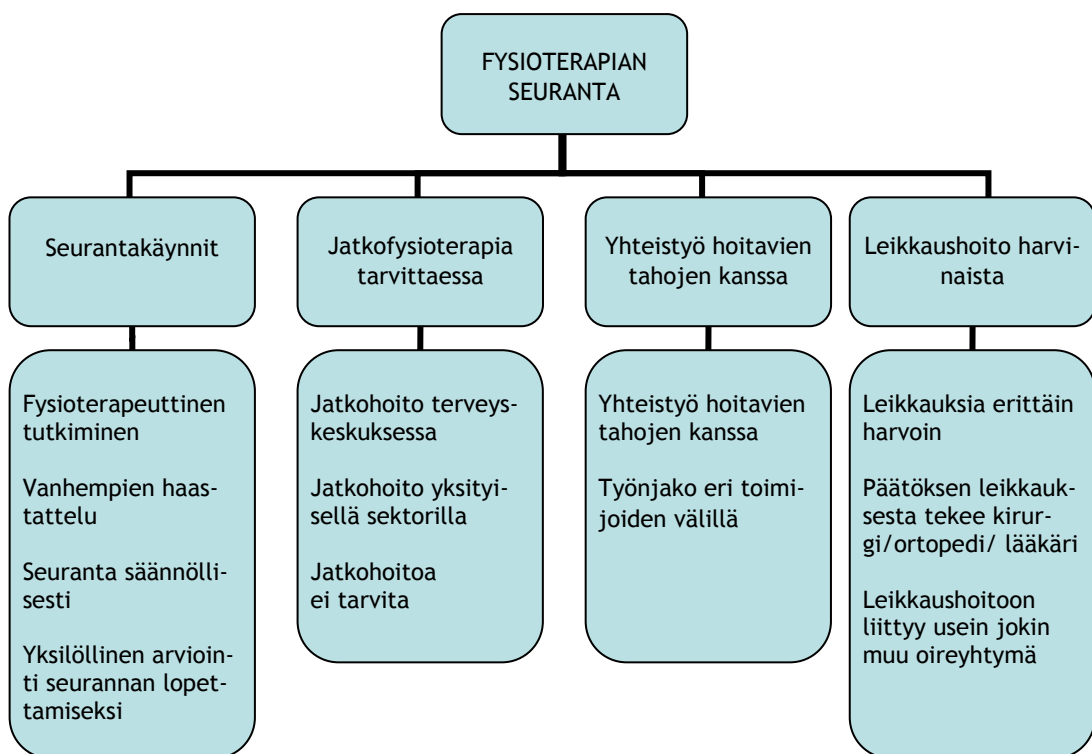 FYSIOTERAPIAN
SEURANTA
Seurantakäynnit
Jatkofysioterapia
tarvittaessa
Yhteistyö hoitavien
tahojen kanssa
Leikkaushoito harvi-
naista
Fysioterapeuttinen
tutkiminen
Vanhempien haas-
tattelu
Seuranta säännölli-
sesti
Yksilöllinen arvioin-
ti seurannan lopet-
tamiseksi
Jatkohoito terveys-
keskuksessa
Jatkohoito yksityi-
sellä sektorilla
Jatkohoitoa
ei tarvita
Yhteistyö hoitavien
tahojen kanssa
Työnjako eri toimi-
joiden välillä
Leikkauksia erittäin
harvoin
Päätöksen leikkauk-
sesta tekee kirur-
gi/ortopedi/ lääkäri
Leikkaushoitoon
liittyy usein jokin
muu oireyhtymä